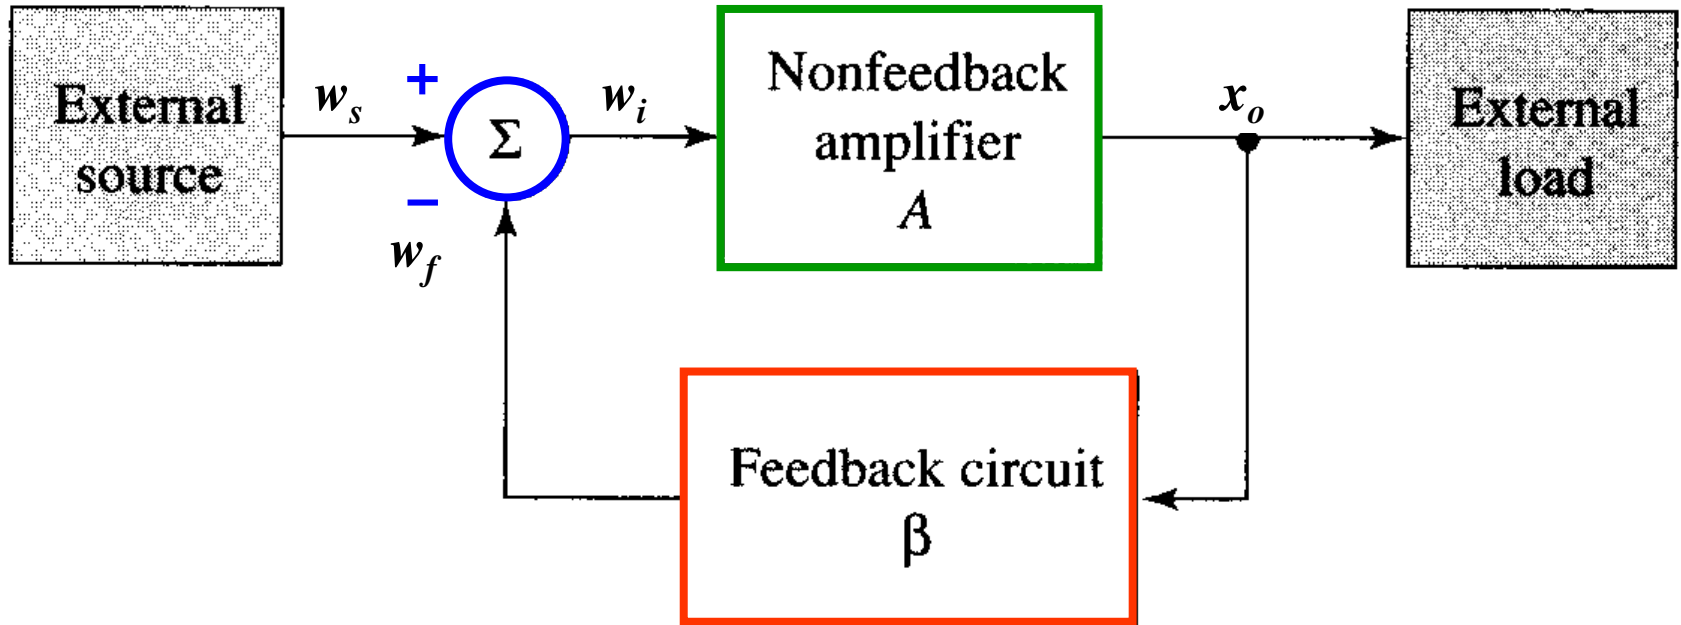 External
source
w_s
+
−
w_f
Σ
w_i
Nonfeedback
amplifier
A
x_o
External
load
Feedback circuit
β